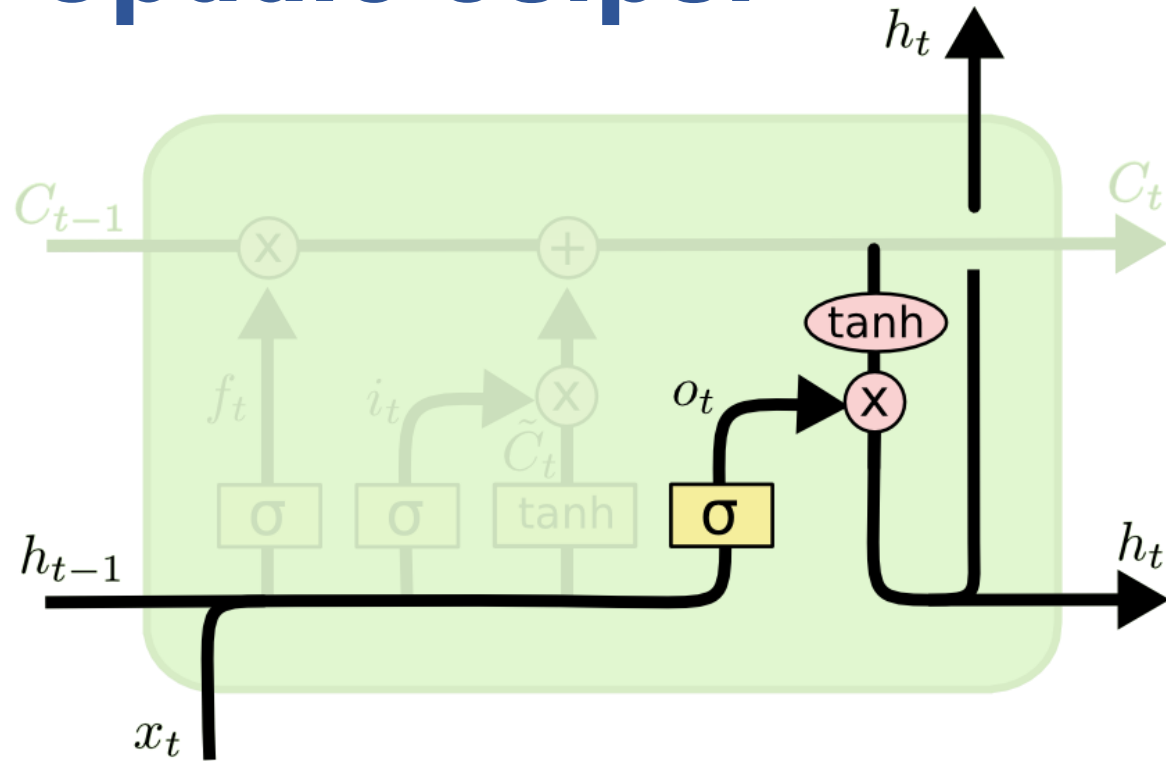 h_t
C_{t-1}
C_t
x
+
tanh
f_t
i_t
x
o_t
x
C̃_t
σ
σ
tanh
σ
h_{t-1}
h_t
x_t